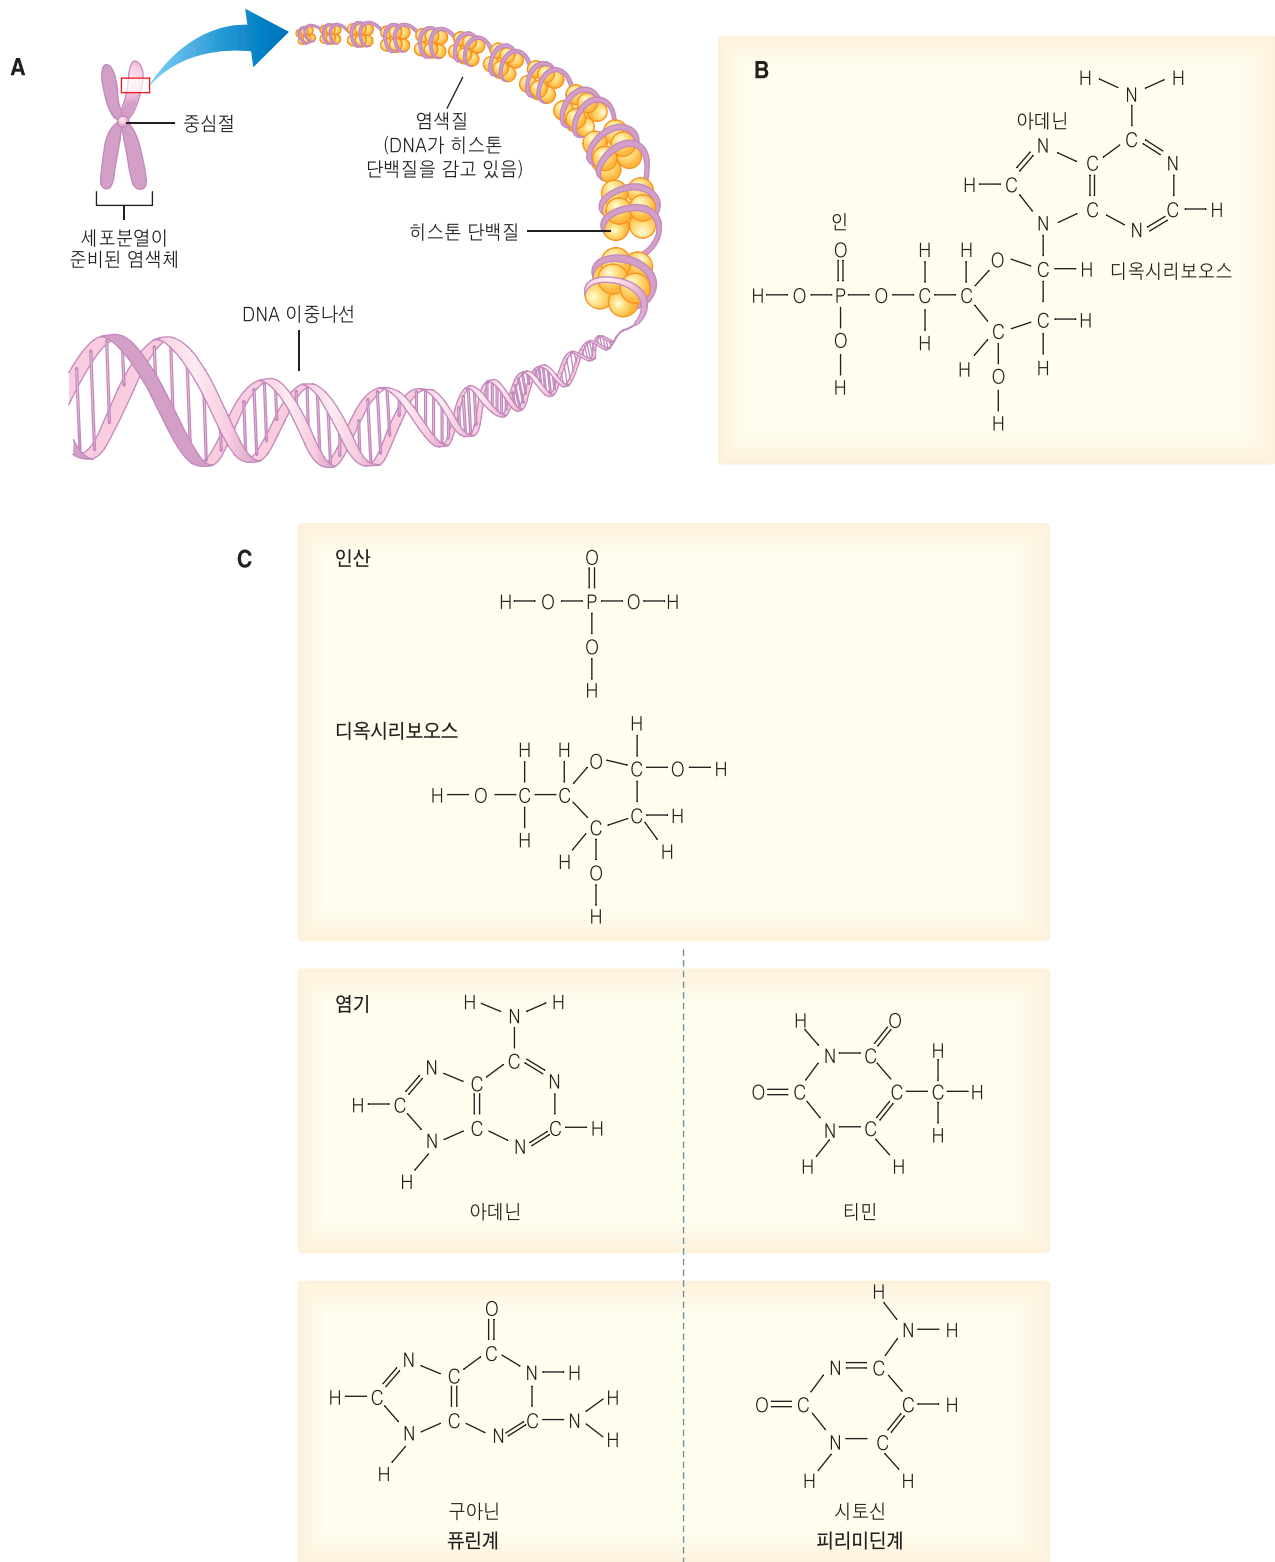 A
중심절
세포분열이
준비된 염색체
염색질
(DNA가 히스톤
단백질을 감고 있음)
히스톤 단백질
DNA 이중나선
B
H H
N
아데닌
N C
C N
H C
C C H
N N
인
O H H O C H
디옥시리보오스
H O P O C C
C H
C
O H H H
O
H
H
C
인산
O
H O P O H
O
H
디옥시리보오스
H
H H O C O H
H O C C
C H
C
H H H
O
H
염기
H H
N
N C
C N
H C
C C H
N N
H
아데닌
H O
N C
H
O C C C H
N C H
H H
티민
O
N C
C N H
H C
C C N H
N N H
H
구아닌
퓨린계
H
N H
N C
O C C H
N C
H H
시토신
피리미딘계